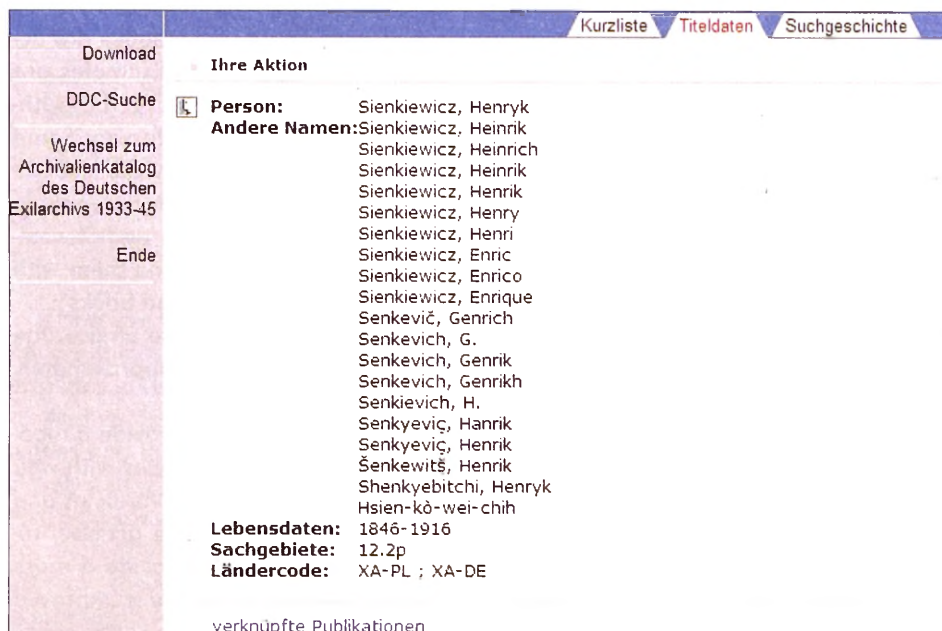 Kurzliste Titeldaten Suchgeschichte
Download
DDC-Suche
Wechsel zum
Archivalienkatalog
des Deutschen
Exilarchivs 1933-45
Ende
Ihre Aktion
Person: Sienkiewicz, Henryk
Andere Namen: Sienkiewicz, Heinrik
Sienkiewicz, Heinrich
Sienkiewicz, Heinrik
Sienkiewicz, Henrik
Sienkiewicz, Henry
Sienkiewicz, Henri
Sienkiewicz, Enric
Sienkiewicz, Enrico
Sienkiewicz, Enrique
Senkevič, Genrich
Senkevich, G.
Senkevich, Genrik
Senkevich, Genrikh
Senkievich, H.
Senkyeviç, Hanrik
Senkyeviç, Henrik
Šenkewitš, Henrik
Shenkyebitchi, Henryk
Hsien-kò-wei-chih
Lebensdaten: 1846-1916
Sachgebiete: 12.2p
Ländercode: XA-PL ; XA-DE
verknüpfte Publikationen